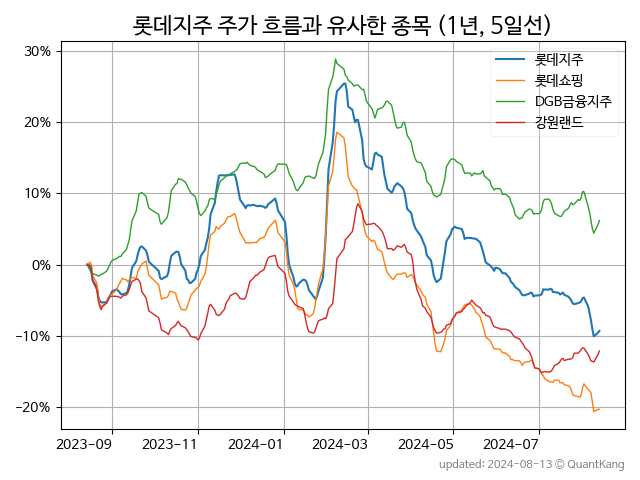 롯데지주 주가 흐름과 유사한 종목 (1년, 5일선)
30%
20%
10%
0%
−10%
−20%
롯데지주
롯데쇼핑
DGB금융지주
강원랜드
2023-09
2023-11
2024-01
2024-03
2024-05
2024-07
updated: 2024-08-13 © QuantKang